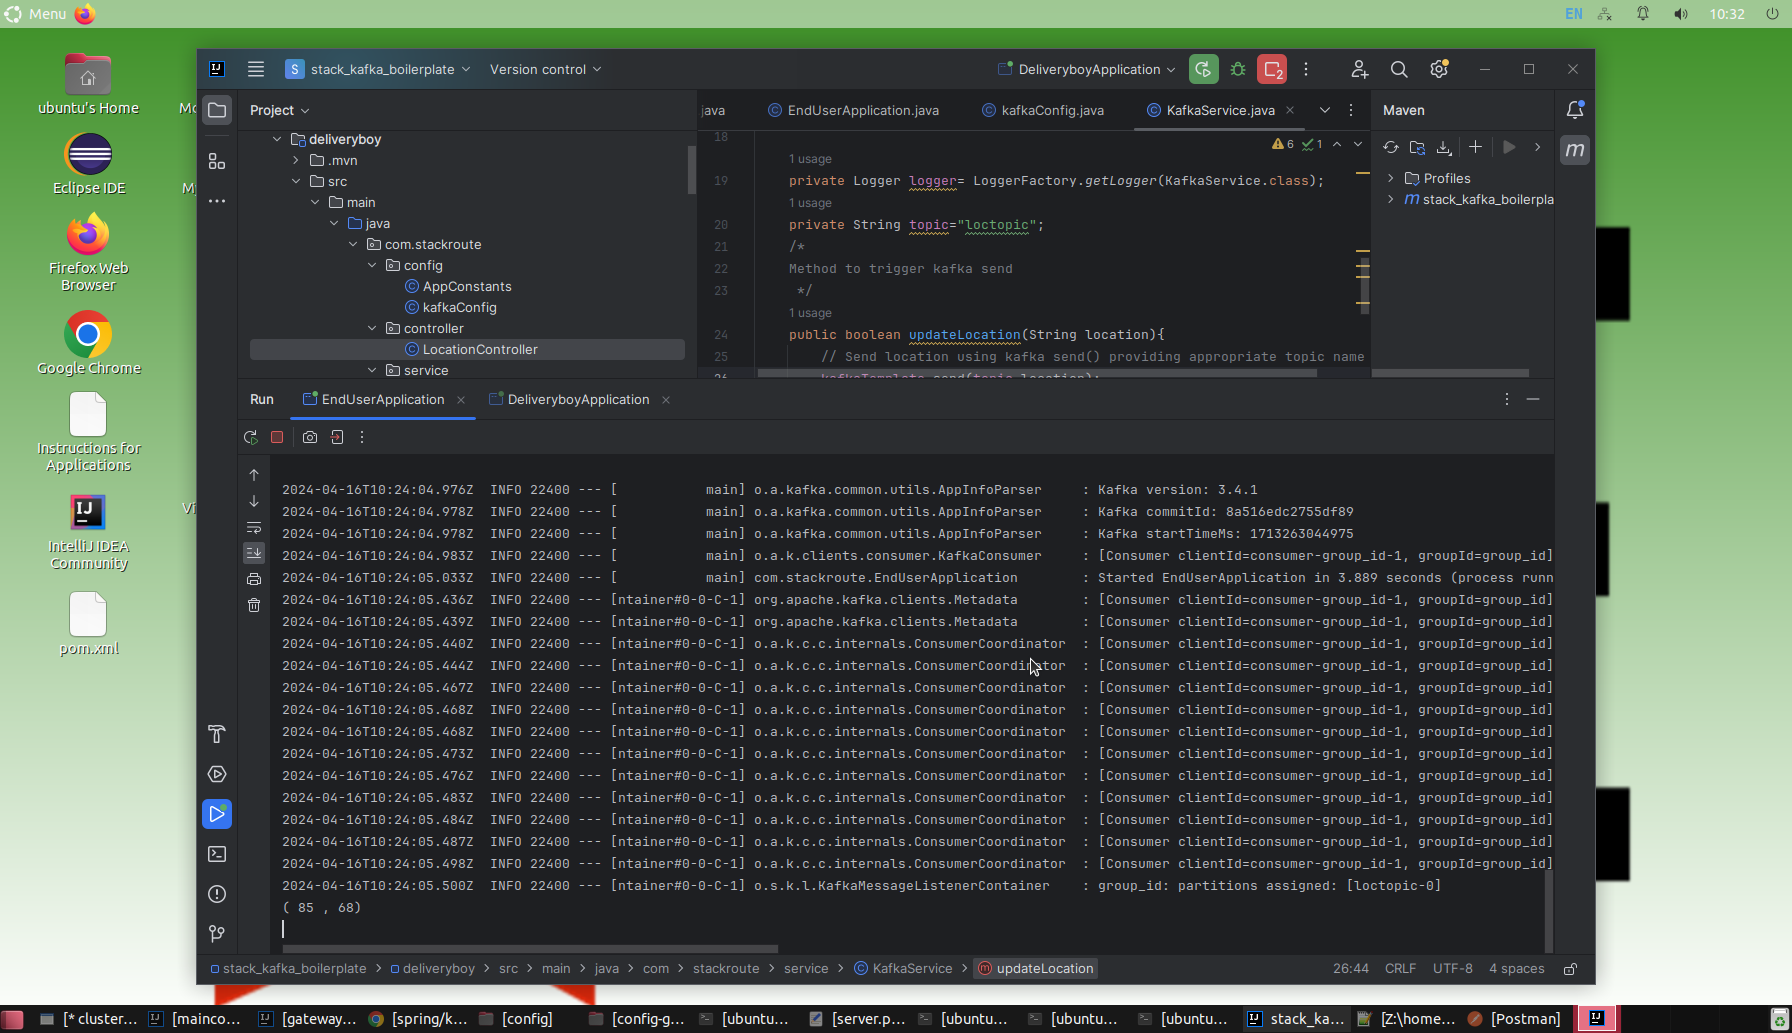 Menu
EN
10:32
ubuntu's Home
Eclipse IDE
Firefox Web
Browser
Google Chrome
Instructions for
Applications
IntelliJ IDEA
Community
pom.xml
Mo
My
Vi
S stack_kafka_boilerplate
Version control
DeliveryboyApplication
2
Project
deliveryboy
.mvn
src
main
java
com.stackroute
config
AppConstants
kafkaConfig
controller
LocationController
service
java
EndUserApplication.java
kafkaConfig.java
KafkaService.java
6 1
18
1 usage
19 private Logger logger= LoggerFactory.getLogger(KafkaService.class);
1 usage
20 private String topic="loctopic";
21 /*
22 Method to trigger kafka send
23 */
1 usage
24 public boolean updateLocation(String location){
25 // Send location using kafka send() providing appropriate topic name
26 kafkaTemplate.send(topic,location);
Maven
Profiles
m stack_kafka_boilerpla
Run
EndUserApplication
DeliveryboyApplication
2024-04-16T10:24:04.976Z INFO 22400 --- [ main] o.a.kafka.common.utils.AppInfoParser : Kafka version: 3.4.1
2024-04-16T10:24:04.978Z INFO 22400 --- [ main] o.a.kafka.common.utils.AppInfoParser : Kafka commitId: 8a516edc2755df89
2024-04-16T10:24:04.978Z INFO 22400 --- [ main] o.a.kafka.common.utils.AppInfoParser : Kafka startTimeMs: 1713263044975
2024-04-16T10:24:04.983Z INFO 22400 --- [ main] o.a.k.clients.consumer.KafkaConsumer : [Consumer clientId=consumer-group_id-1, groupId=group_id]
2024-04-16T10:24:05.033Z INFO 22400 --- [ main] com.stackroute.EndUserApplication : Started EndUserApplication in 3.889 seconds (process runn
2024-04-16T10:24:05.436Z INFO 22400 --- [ntainer#0-0-C-1] org.apache.kafka.clients.Metadata : [Consumer clientId=consumer-group_id-1, groupId=group_id]
2024-04-16T10:24:05.439Z INFO 22400 --- [ntainer#0-0-C-1] org.apache.kafka.clients.Metadata : [Consumer clientId=consumer-group_id-1, groupId=group_id]
2024-04-16T10:24:05.440Z INFO 22400 --- [ntainer#0-0-C-1] o.a.k.c.c.internals.ConsumerCoordinator : [Consumer clientId=consumer-group_id-1, groupId=group_id]
2024-04-16T10:24:05.444Z INFO 22400 --- [ntainer#0-0-C-1] o.a.k.c.c.internals.ConsumerCoordinator : [Consumer clientId=consumer-group_id-1, groupId=group_id]
2024-04-16T10:24:05.467Z INFO 22400 --- [ntainer#0-0-C-1] o.a.k.c.c.internals.ConsumerCoordinator : [Consumer clientId=consumer-group_id-1, groupId=group_id]
2024-04-16T10:24:05.468Z INFO 22400 --- [ntainer#0-0-C-1] o.a.k.c.c.internals.ConsumerCoordinator : [Consumer clientId=consumer-group_id-1, groupId=group_id]
2024-04-16T10:24:05.468Z INFO 22400 --- [ntainer#0-0-C-1] o.a.k.c.c.internals.ConsumerCoordinator : [Consumer clientId=consumer-group_id-1, groupId=group_id]
2024-04-16T10:24:05.473Z INFO 22400 --- [ntainer#0-0-C-1] o.a.k.c.c.internals.ConsumerCoordinator : [Consumer clientId=consumer-group_id-1, groupId=group_id]
2024-04-16T10:24:05.476Z INFO 22400 --- [ntainer#0-0-C-1] o.a.k.c.c.internals.ConsumerCoordinator : [Consumer clientId=consumer-group_id-1, groupId=group_id]
2024-04-16T10:24:05.483Z INFO 22400 --- [ntainer#0-0-C-1] o.a.k.c.c.internals.ConsumerCoordinator : [Consumer clientId=consumer-group_id-1, groupId=group_id]
2024-04-16T10:24:05.484Z INFO 22400 --- [ntainer#0-0-C-1] o.a.k.c.c.internals.ConsumerCoordinator : [Consumer clientId=consumer-group_id-1, groupId=group_id]
2024-04-16T10:24:05.487Z INFO 22400 --- [ntainer#0-0-C-1] o.a.k.c.c.internals.ConsumerCoordinator : [Consumer clientId=consumer-group_id-1, groupId=group_id]
2024-04-16T10:24:05.498Z INFO 22400 --- [ntainer#0-0-C-1] o.a.k.c.c.internals.ConsumerCoordinator : [Consumer clientId=consumer-group_id-1, groupId=group_id]
2024-04-16T10:24:05.500Z INFO 22400 --- [ntainer#0-0-C-1] o.s.k.l.KafkaMessageListenerContainer : group_id: partitions assigned: [loctopic-0]
( 85 , 68)
stack_kafka_boilerplate > deliveryboy > src > main > java > com > stackroute > service > KafkaService > updateLocation
26:44 CRLF UTF-8 4 spaces
[* cluster...
[mainco...
[gateway...
[spring/k...
[config]
[config-g...
[ubuntu...
[server.p...
[ubuntu...
[ubuntu...
[ubuntu...
stack_ka...
[Z:\home...
[Postman]